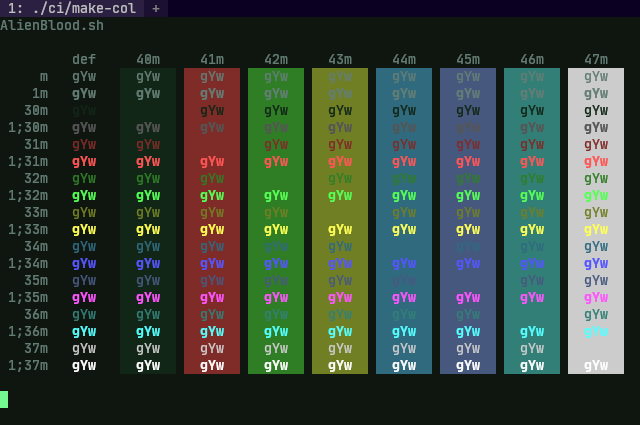 1: ./ci/make-col +
AlienBlood.sh
def 40m 41m 42m 43m 44m 45m 46m 47m
m gYw gYw gYw gYw gYw gYw gYw gYw gYw
1m gYw gYw gYw gYw gYw gYw gYw gYw gYw
30m gYw gYw gYw gYw gYw gYw gYw gYw
1;30m gYw gYw gYw gYw gYw gYw gYw gYw gYw
31m gYw gYw gYw gYw gYw gYw gYw gYw
1;31m gYw gYw gYw gYw gYw gYw gYw gYw gYw
32m gYw gYw gYw gYw gYw gYw gYw gYw
1;32m gYw gYw gYw gYw gYw gYw gYw gYw gYw
33m gYw gYw gYw gYw gYw gYw gYw gYw
1;33m gYw gYw gYw gYw gYw gYw gYw gYw gYw
34m gYw gYw gYw gYw gYw gYw gYw gYw
1;34m gYw gYw gYw gYw gYw gYw gYw gYw gYw
35m gYw gYw gYw gYw gYw gYw gYw gYw
1;35m gYw gYw gYw gYw gYw gYw gYw gYw gYw
36m gYw gYw gYw gYw gYw gYw gYw gYw
1;36m gYw gYw gYw gYw gYw gYw gYw gYw gYw
37m gYw gYw gYw gYw gYw gYw gYw gYw
1;37m gYw gYw gYw gYw gYw gYw gYw gYw gYw